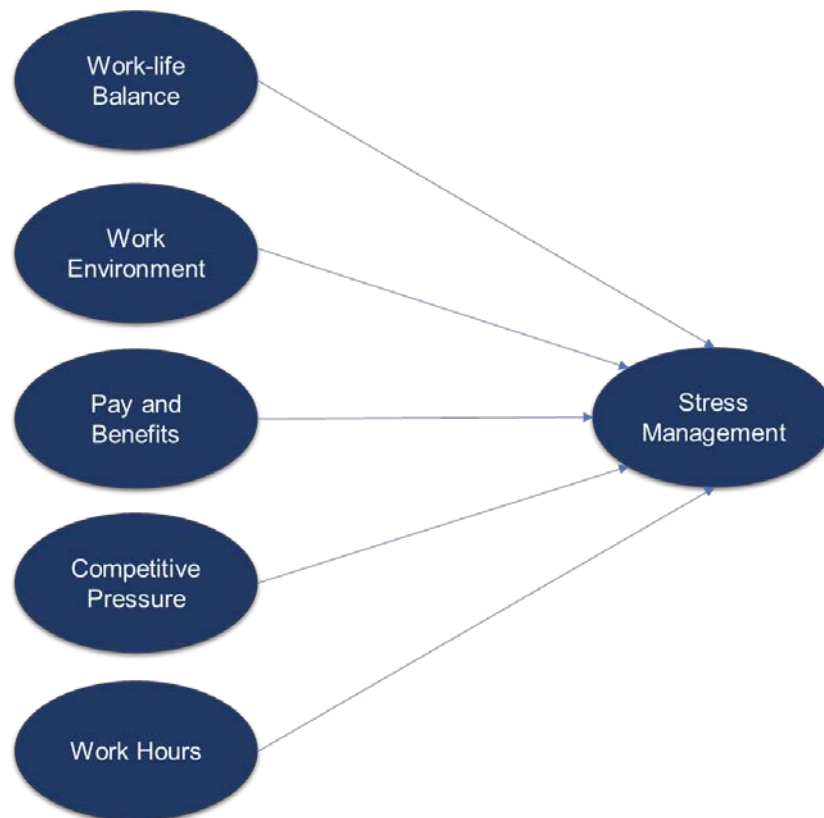 Work-life
Balance
Work
Environment
Pay and
Benefits
Stress
Management
Competitive
Pressure
Work Hours